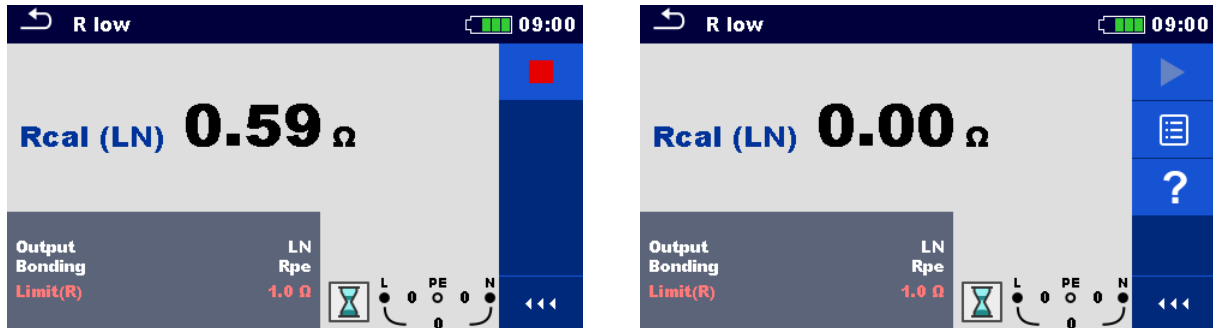 R low 09:00
Rcal (LN) 0.59 Ω
Output LN
Bonding Rpe
Limit(R) 1.0 Ω
L PE N
0 0
0
R low 09:00
?
Rcal (LN) 0.00 Ω
Output LN
Bonding Rpe
Limit(R) 1.0 Ω
L PE N
0 0
0